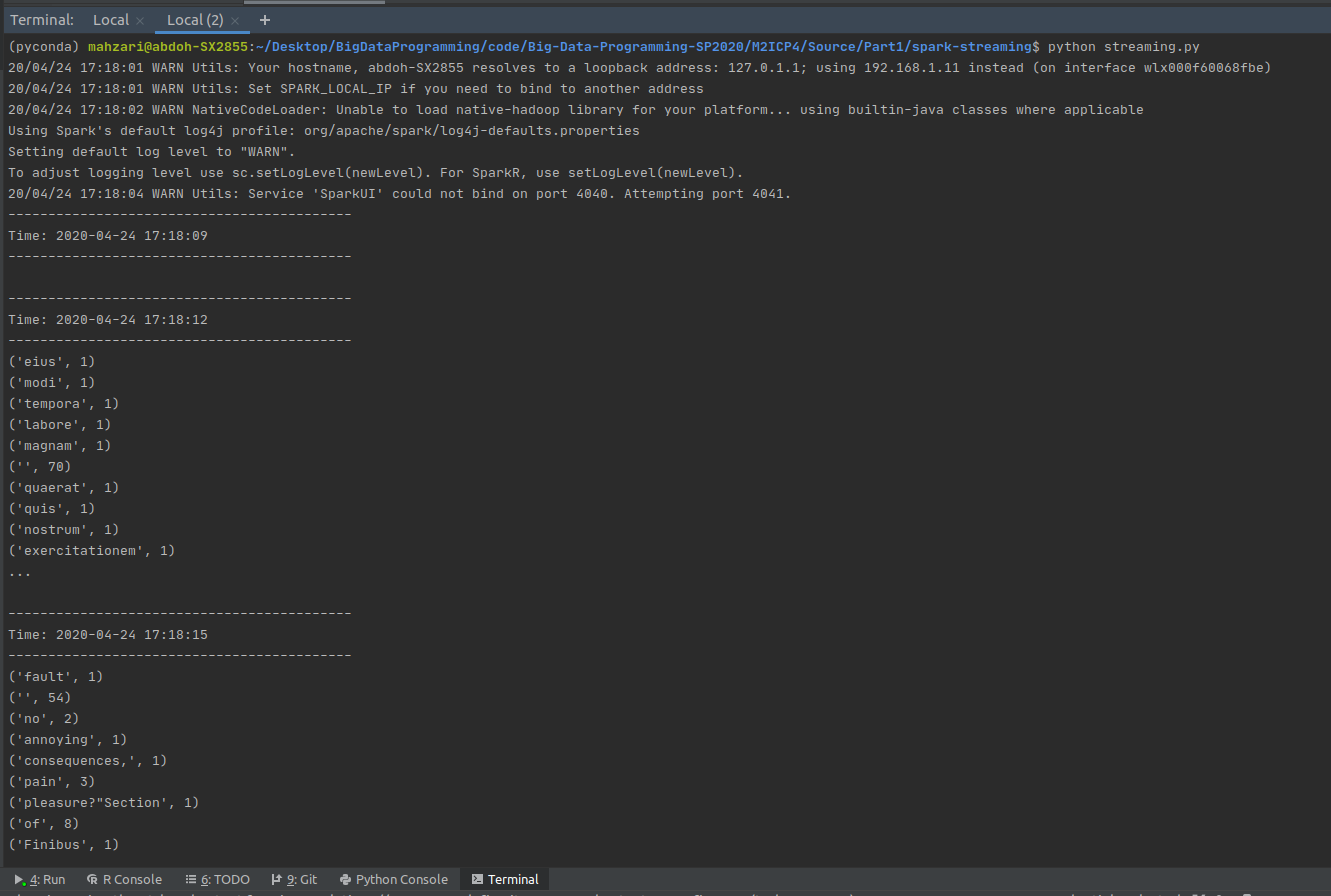 Terminal: Local × Local (2) × +
(pyconda) mahzari@abdoh-SX2855:~/Desktop/BigDataProgramming/code/Big-Data-Programming-SP2020/M2ICP4/Source/Part1/spark-streaming$ python streaming.py
20/04/24 17:18:01 WARN Utils: Your hostname, abdoh-SX2855 resolves to a loopback address: 127.0.1.1; using 192.168.1.11 instead (on interface wlx000f60068fbe)
20/04/24 17:18:01 WARN Utils: Set SPARK_LOCAL_IP if you need to bind to another address
20/04/24 17:18:02 WARN NativeCodeLoader: Unable to load native-hadoop library for your platform... using builtin-java classes where applicable
Using Spark's default log4j profile: org/apache/spark/log4j-defaults.properties
Setting default log level to "WARN".
To adjust logging level use sc.setLogLevel(newLevel). For SparkR, use setLogLevel(newLevel).
20/04/24 17:18:04 WARN Utils: Service 'SparkUI' could not bind on port 4040. Attempting port 4041.
-------------------------------------------
Time: 2020-04-24 17:18:09
-------------------------------------------
-------------------------------------------
Time: 2020-04-24 17:18:12
-------------------------------------------
('eius', 1)
('modi', 1)
('tempora', 1)
('labore', 1)
('magnam', 1)
('', 70)
('quaerat', 1)
('quis', 1)
('nostrum', 1)
('exercitationem', 1)
...
-------------------------------------------
Time: 2020-04-24 17:18:15
-------------------------------------------
('fault', 1)
('', 54)
('no', 2)
('annoying', 1)
('consequences,', 1)
('pain', 3)
('pleasure?"Section', 1)
('of', 8)
('Finibus', 1)
4: Run R Console 6: TODO 9: Git Python Console Terminal